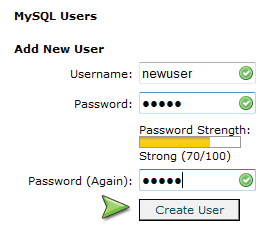 MySQL Users
Add New User
Username: newuser
Password: •••••
Password Strength:
Strong (70/100)
Password (Again): •••••
Create User